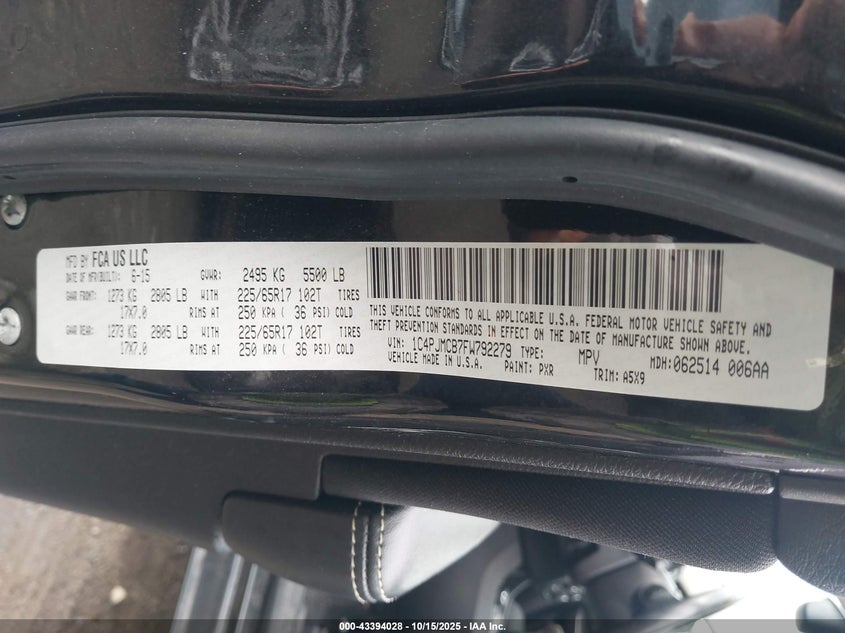 MFD BY FCA US LLC
DATE OF MFR(BUILT): 6-15 GVWR: 2495 KG 5500 LB
GAWR FRONT: 1273 KG 2805 LB WITH 225/65R17 102T TIRES
17X7.0 RIMS AT 250 KPA ( 36 PSI) COLD
GAWR REAR: 1273 KG 2805 LB WITH 225/65R17 102T TIRES
17X7.0 RIMS AT 250 KPA ( 36 PSI) COLD
THIS VEHICLE CONFORMS TO ALL APPLICABLE U.S.A. FEDERAL MOTOR VEHICLE SAFETY, BUMPER, AND
THEFT PREVENTION STANDARDS IN EFFECT ON THE DATE OF MANUFACTURE SHOWN ABOVE.
VIN: 1C4PJMCB7FW792279 TYPE: MPV MDH:062514 006AA
VEHICLE MADE IN U.S.A. PAINT: PXR TRIM: A5X9
000-43394028 - 10/15/2025 - IAA Inc.